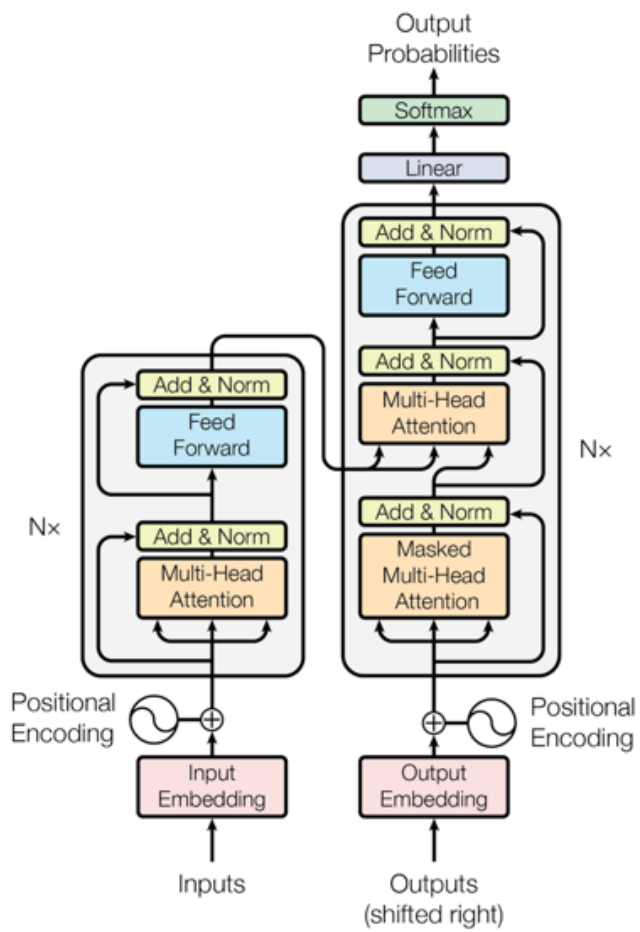 Output
Probabilities
Softmax
Linear
Add & Norm
Feed
Forward
Add & Norm
Multi-Head
Attention
Nx
Add & Norm
Masked
Multi-Head
Attention
Add & Norm
Feed
Forward
Nx
Add & Norm
Multi-Head
Attention
Positional
Encoding
Positional
Encoding
Input
Embedding
Output
Embedding
Inputs
Outputs
(shifted right)